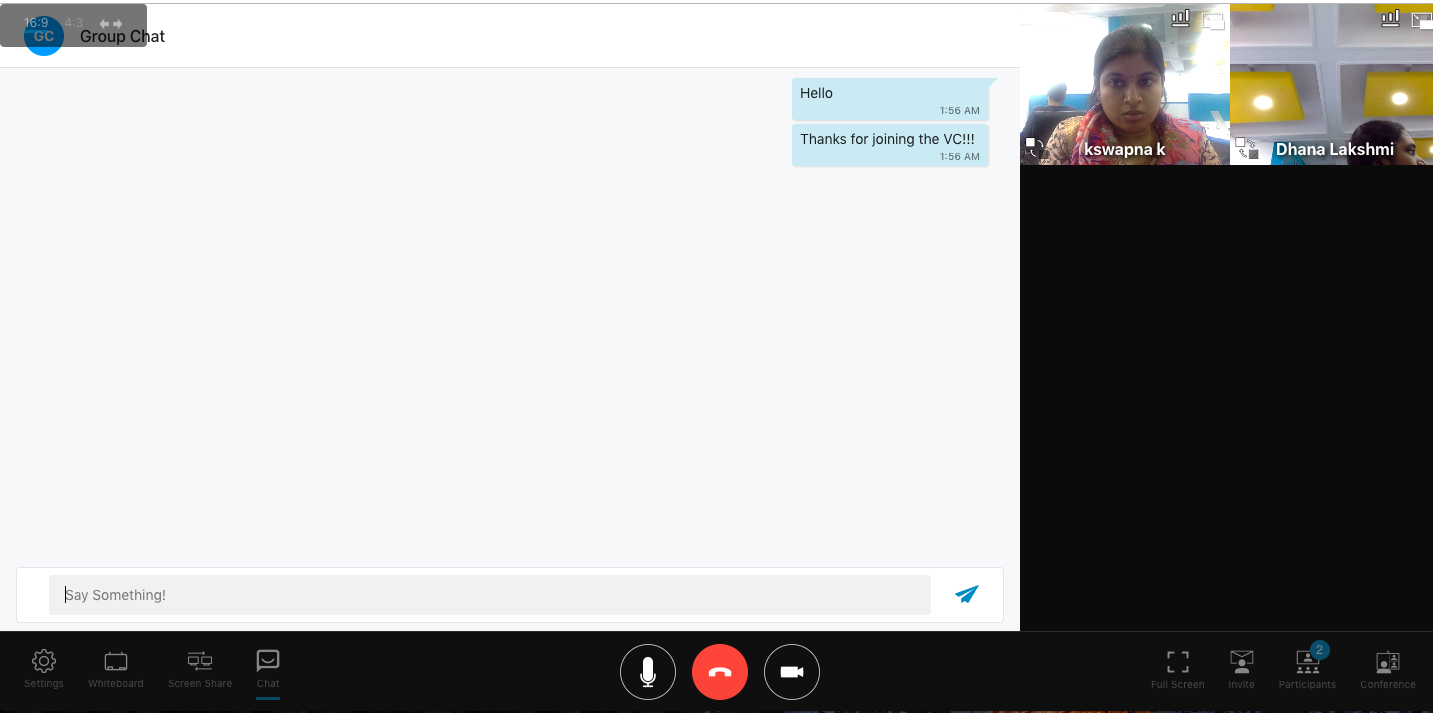 16:9 4:3
GC Group Chat
Hello
1:56 AM
Thanks for joining the VC!!!
1:56 AM
kswapna k
Dhana Lakshmi
Say Something!
Settings
Whiteboard
Screen Share
Chat
Full Screen
Invite
2
Participants
Conference